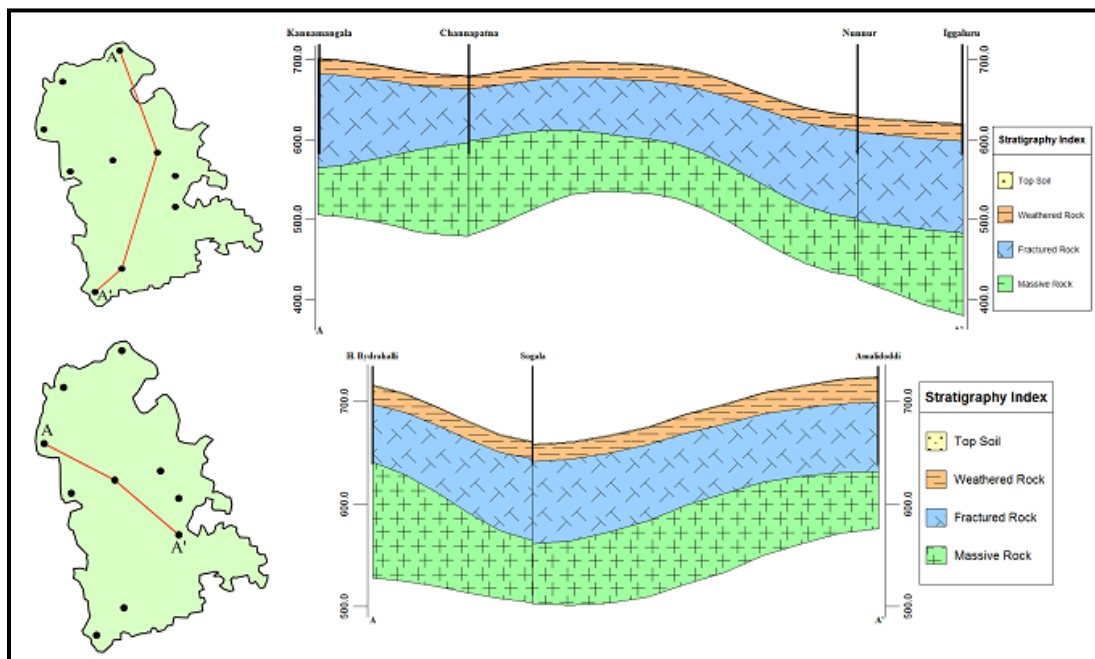 Kannamangala Channapatna Nunnur Iggaluru
A
A'
700.0 700.0
600.0 600.0
500.0 500.0
400.0 400.0
A
Stratigraphy Index
Top Soil
Weathered Rock
Fractured Rock
Massive Rock
H. Bydrahalli Sogala Amalidoddi
A
A'
700.0 700.0
600.0 600.0
500.0 500.0
A A'
Stratigraphy Index
Top Soil
Weathered Rock
Fractured Rock
Massive Rock